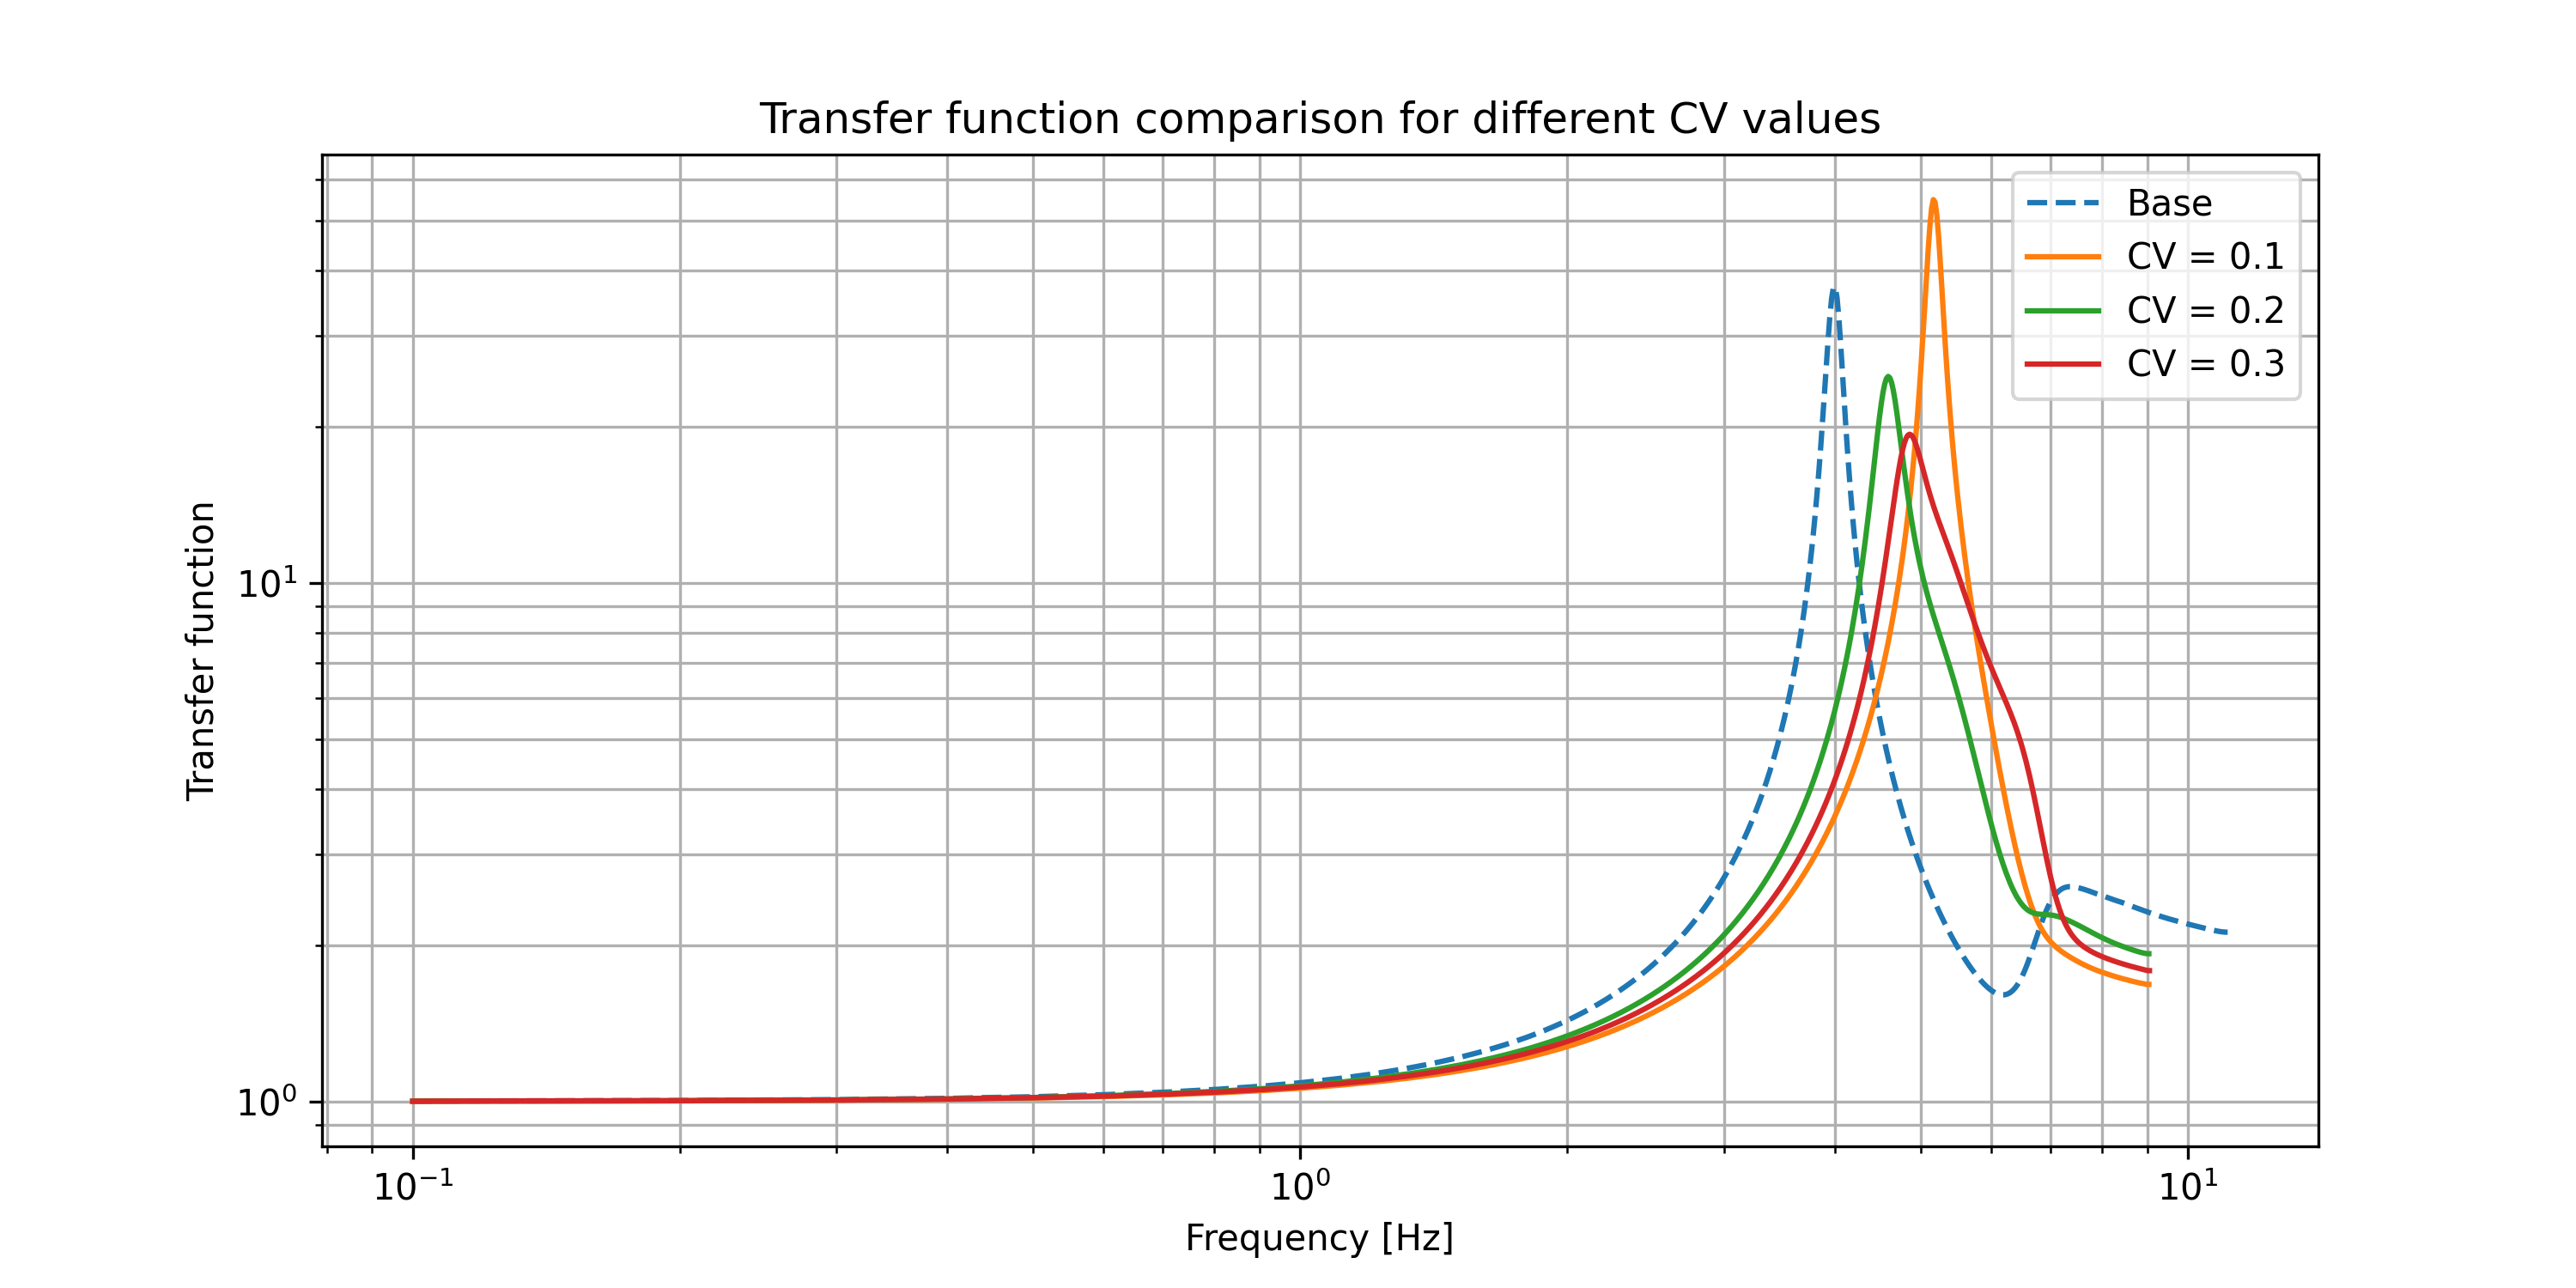 Transfer function comparison for different CV values
Base
CV = 0.1
CV = 0.2
CV = 0.3
Transfer function
10¹
10⁰
10⁻¹
10⁰
10¹
Frequency [Hz]